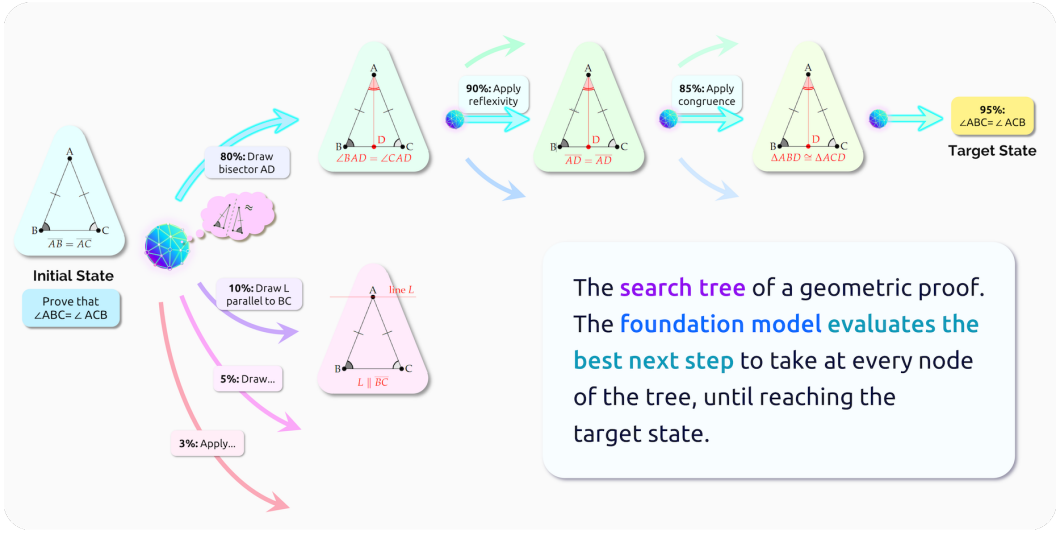 A
B
C
AB = AC
Initial State
Prove that
∠ABC=∠ ACB
80%: Draw
bisector AD
≈
10%: Draw L
parallel to BC
5%: Draw...
3%: Apply...
A
B
D
C
∠BAD = ∠CAD
90%: Apply
reflexivity
A
B
D
C
AD = AD
85%: Apply
congruence
A
B
D
C
ΔABD ≅ ΔACD
95%:
∠ABC=∠ ACB
Target State
A
line L
B
C
L ∥ BC
The search tree of a geometric proof.
The foundation model evaluates the
best next step to take at every node
of the tree, until reaching the
target state.